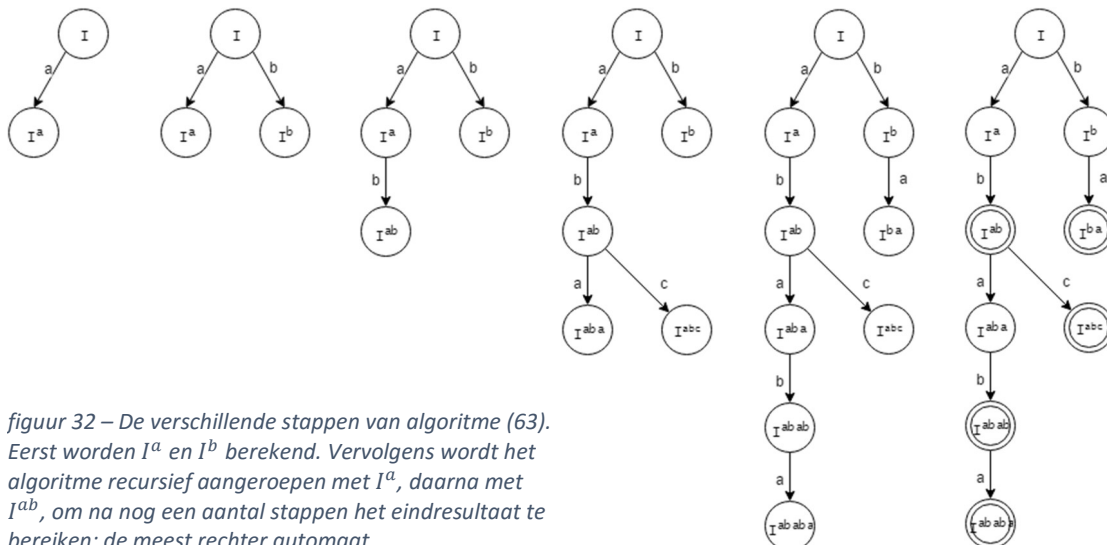 I I I I I I
a a b a b a b a b a b
I^a I^a I^b I^a I^b I^a I^b I^a I^b I^a I^b
b b b a b a
I^ab I^ab I^ab I^ba I^ab I^ba
a c a c a c
I^aba I^abc I^aba I^abc I^aba I^abc
b b
I^abab I^abab
a a
I^ababa I^ababa
figuur 32 – De verschillende stappen van algoritme (63).
Eerst worden I^a en I^b berekend. Vervolgens wordt het
algoritme recursief aangeroepen met I^a, daarna met
I^ab, om na nog een aantal stappen het eindresultaat te
bereiken: de meest rechter automaat